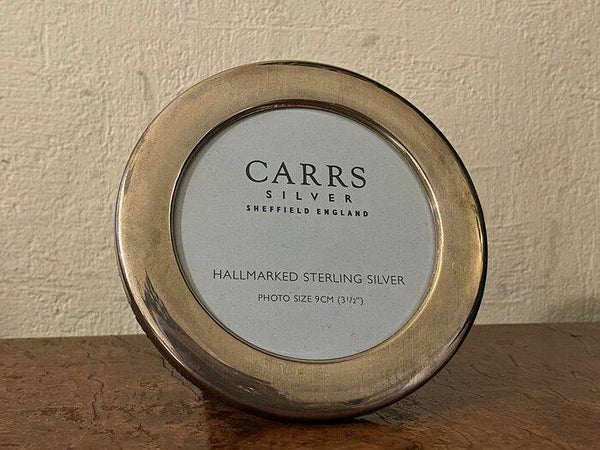 CARRS
SILVER
SHEFFIELD ENGLAND
HALLMARKED STERLING SILVER
PHOTO SIZE 9CM (3½")